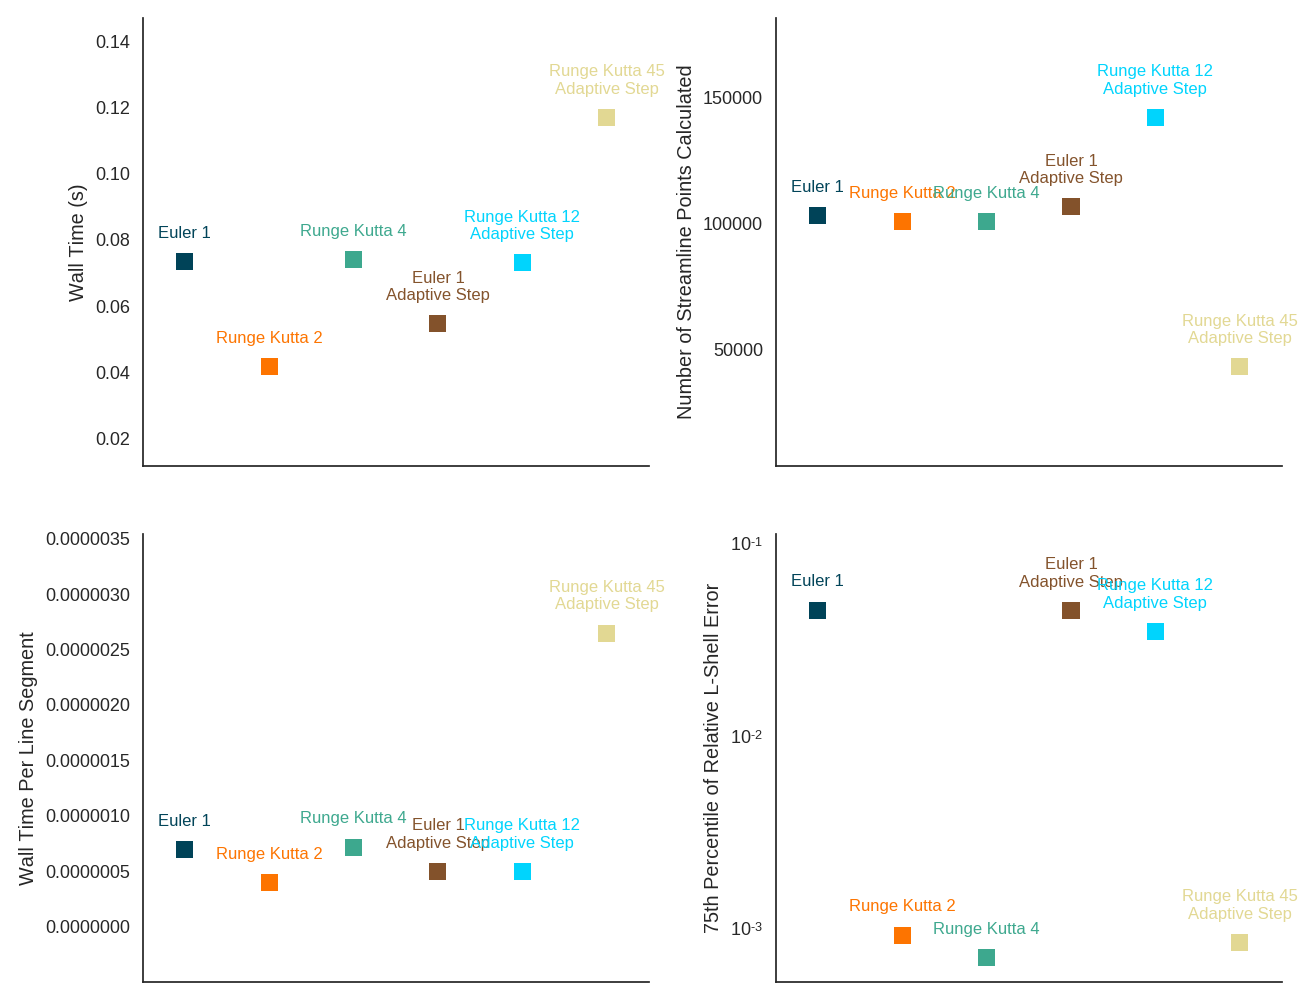 Wall Time (s)
0.14
0.12
0.10
0.08
0.06
0.04
0.02
Euler 1
Runge Kutta 2
Runge Kutta 4
Euler 1
Adaptive Step
Runge Kutta 12
Adaptive Step
Runge Kutta 45
Adaptive Step
Number of Streamline Points Calculated
150000
100000
50000
Euler 1
Runge Kutta 2
Runge Kutta 4
Euler 1
Adaptive Step
Runge Kutta 12
Adaptive Step
Runge Kutta 45
Adaptive Step
Wall Time Per Line Segment
0.0000035
0.0000030
0.0000025
0.0000020
0.0000015
0.0000010
0.0000005
0.0000000
Euler 1
Runge Kutta 2
Runge Kutta 4
Euler 1
Adaptive Step
Runge Kutta 12
Adaptive Step
Runge Kutta 45
Adaptive Step
75th Percentile of Relative L-Shell Error
10⁻¹
10⁻²
10⁻³
Euler 1
Runge Kutta 2
Runge Kutta 4
Euler 1
Adaptive Step
Runge Kutta 12
Adaptive Step
Runge Kutta 45
Adaptive Step